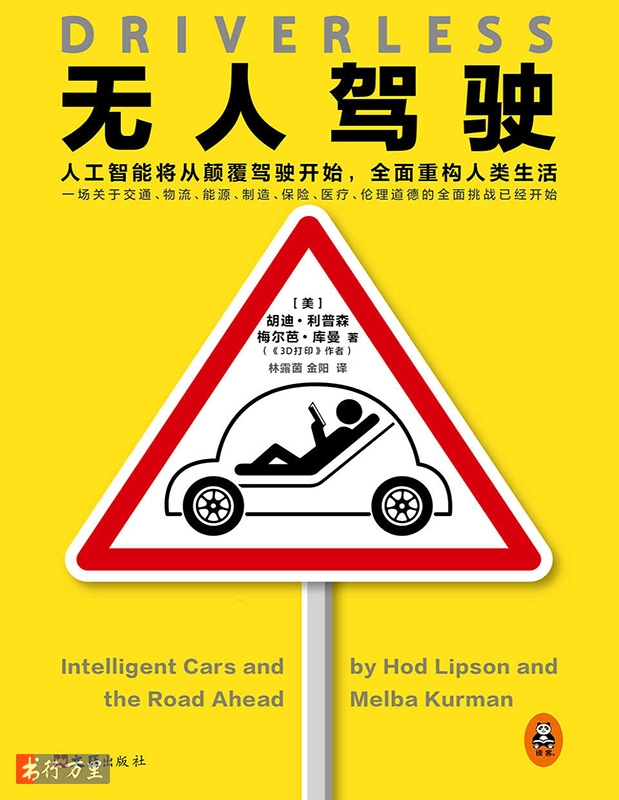 DRIVERLESS
无人驾驶
人工智能将从颠覆驾驶开始，全面重构人类生活
一场关于交通、物流、能源、制造、保险、医疗、伦理道德的全面挑战已经开始
［美］
胡迪·利普森
梅尔芭·库曼 著
（《3D打印》作者）
林露茵 金阳 译
Intelligent Cars and
the Road Ahead
by Hod Lipson and
Melba Kurman
读客
出版社
书行万里